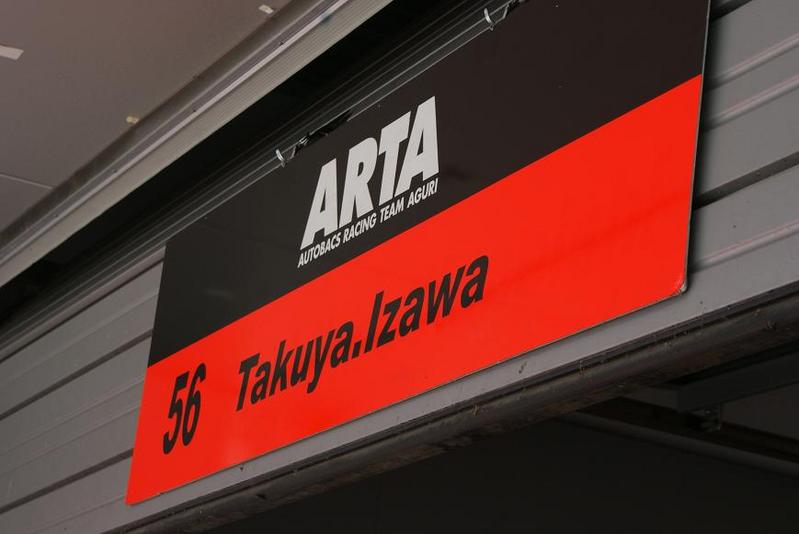 ARTA
AUTOBACS RACING TEAM AGURI
56 Takuya.Izawa